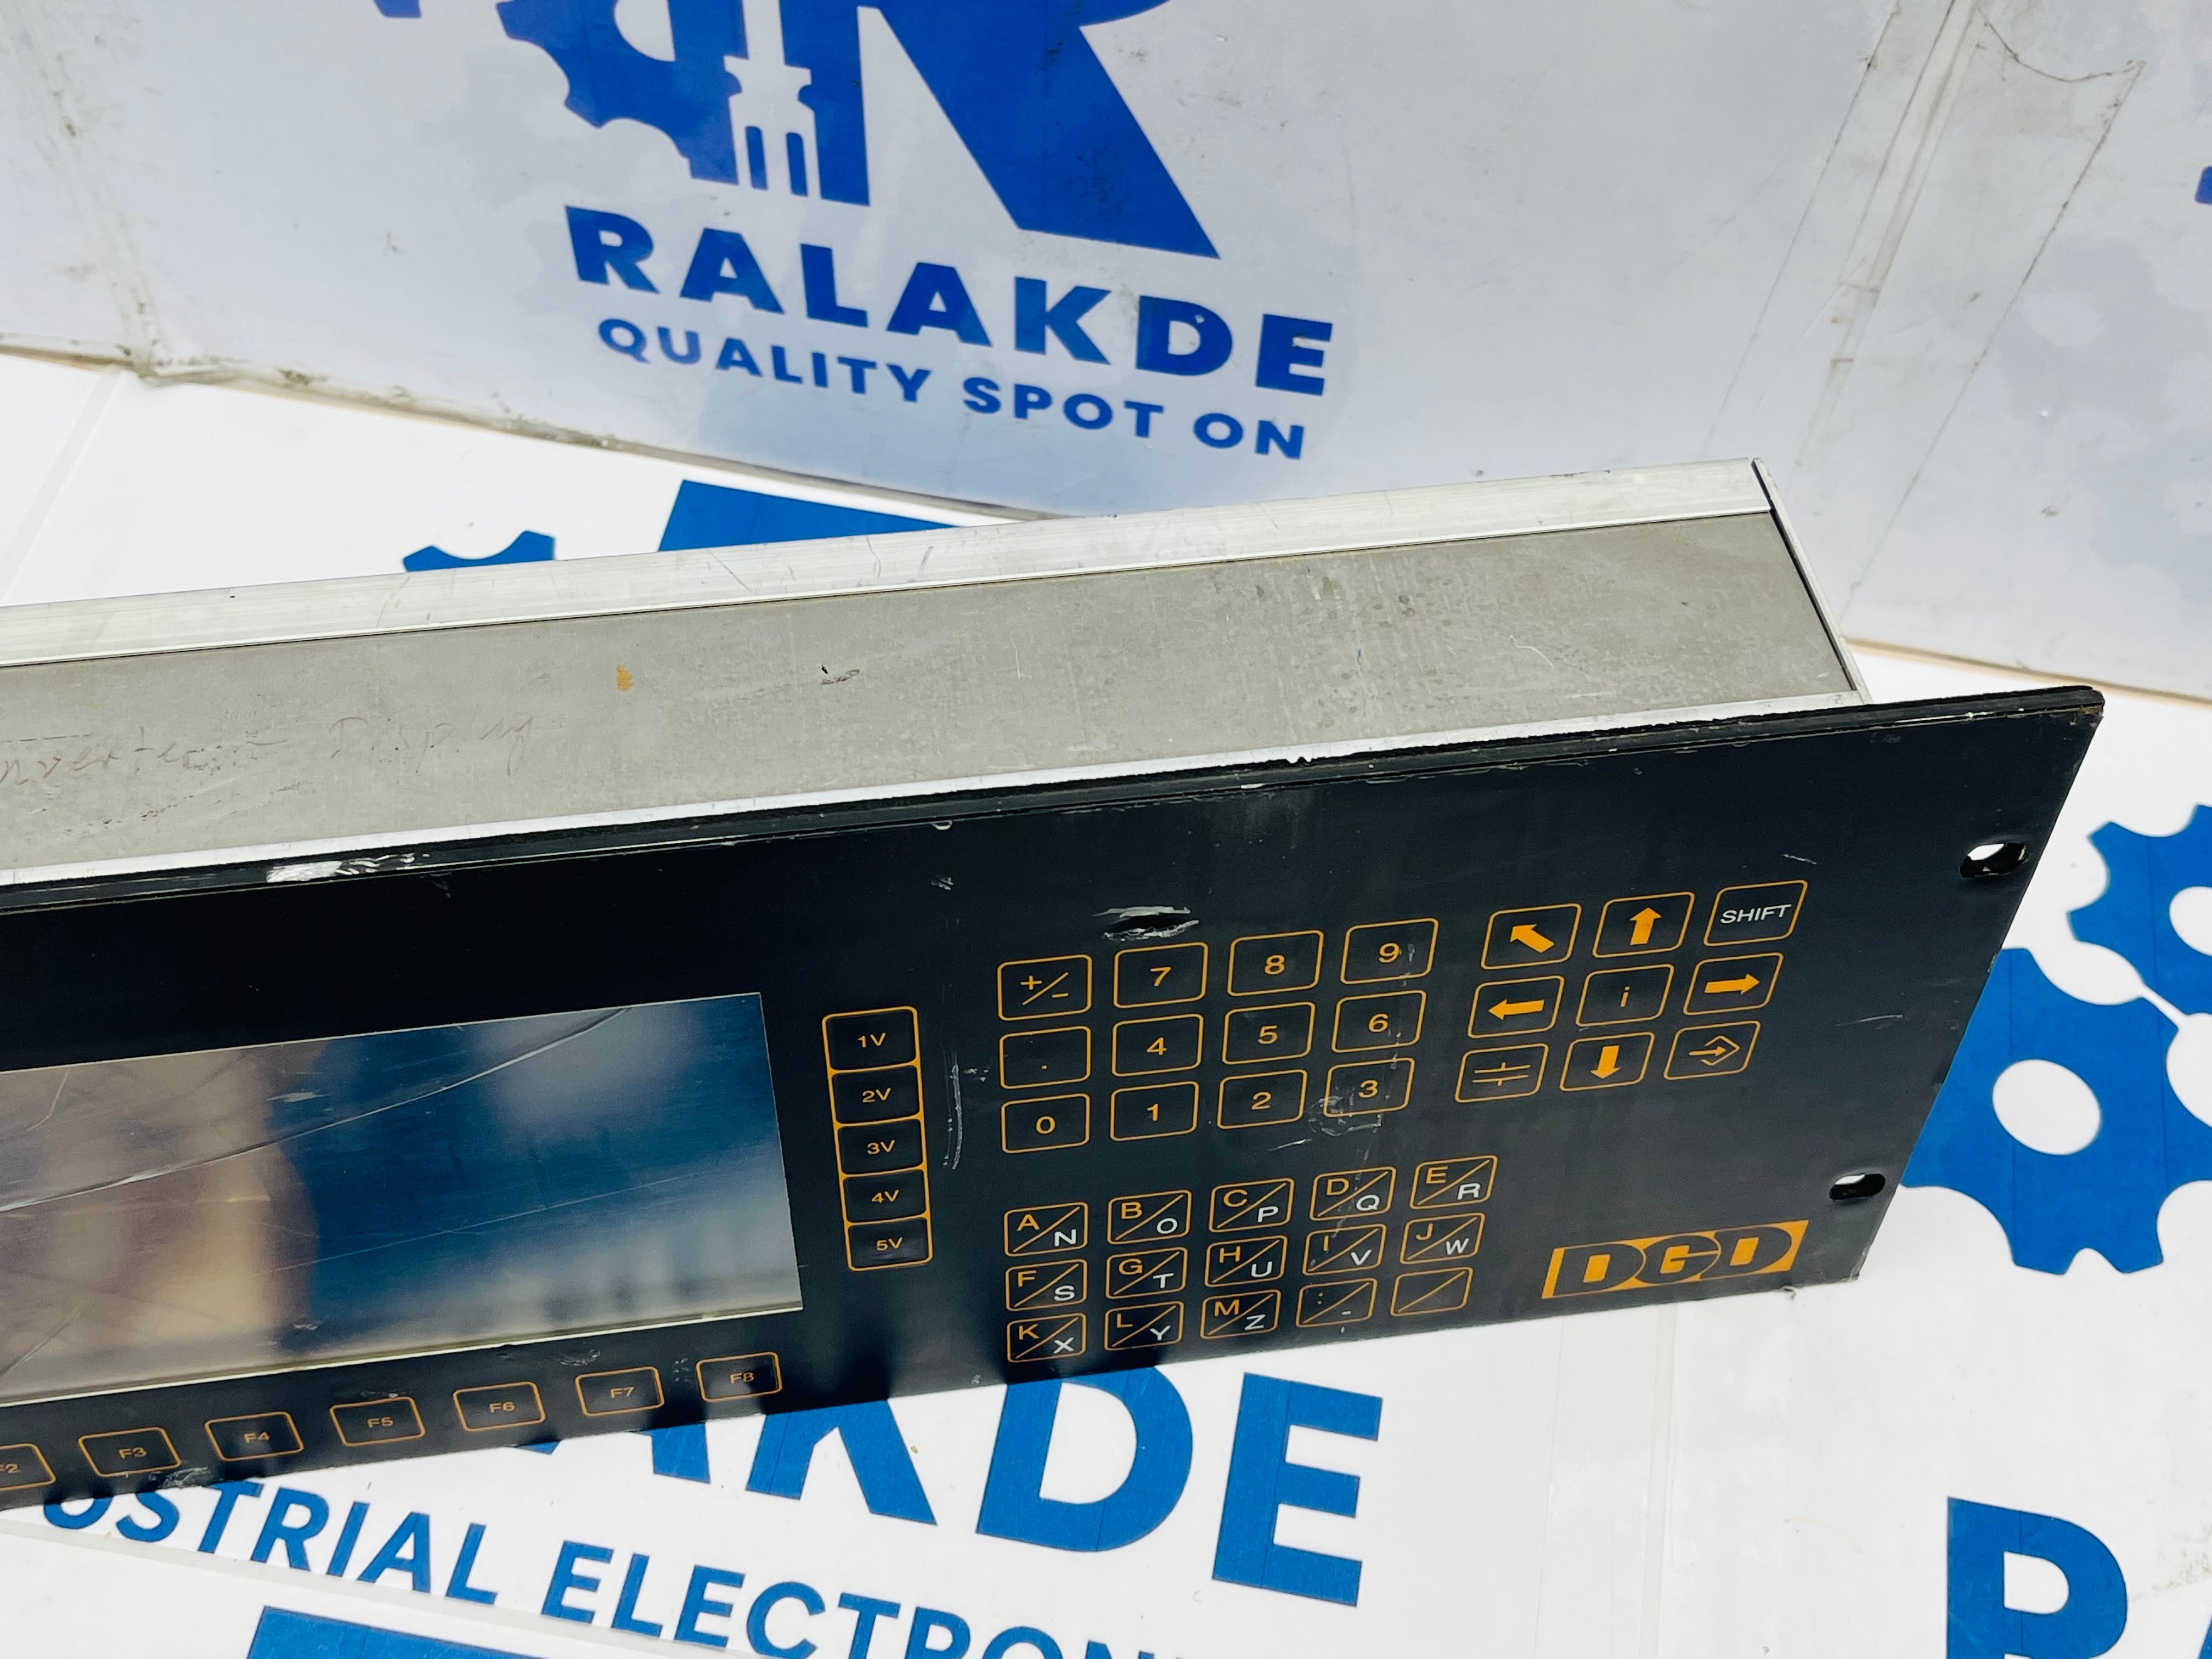 RALAKDE
QUALITY SPOT ON
Display
SHIFT
+/- 7 8 9
i
1V
. 4 5 6
2V
0 1 2 3
3V
4V
5V
A/N B/O C/P D/Q E/R
F/S G/T H/U I/V J/W
K/X L/Y M/Z :/-
DGD
F2 F3 F4 F5 F6 F7 F8
AKDE
USTRIAL ELECTRON